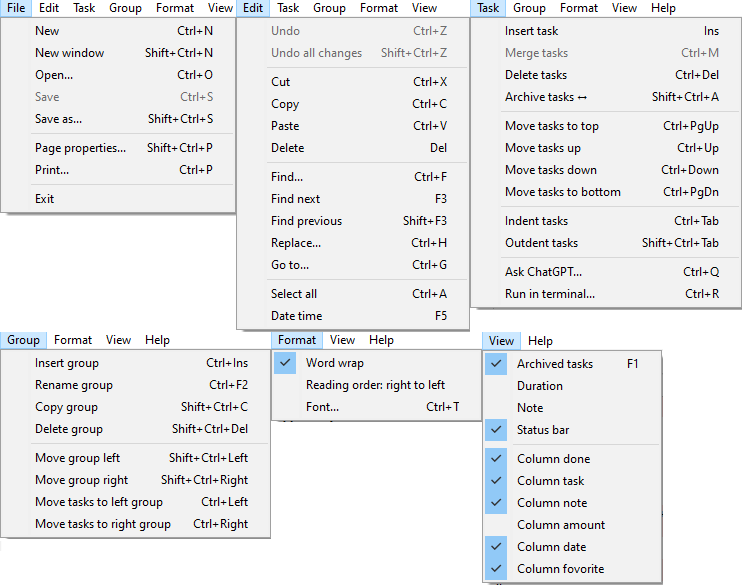 File Edit Task Group Format View
New Ctrl+N
New window Shift+Ctrl+N
Open... Ctrl+O
Save Ctrl+S
Save as... Shift+Ctrl+S
Page properties... Shift+Ctrl+P
Print... Ctrl+P
Exit
Edit Task Group Format View
Undo Ctrl+Z
Undo all changes Shift+Ctrl+Z
Cut Ctrl+X
Copy Ctrl+C
Paste Ctrl+V
Delete Del
Find... Ctrl+F
Find next F3
Find previous Shift+F3
Replace... Ctrl+H
Go to... Ctrl+G
Select all Ctrl+A
Date time F5
Task Group Format View Help
Insert task Ins
Merge tasks Ctrl+M
Delete tasks Ctrl+Del
Archive tasks ↔ Shift+Ctrl+A
Move tasks to top Ctrl+PgUp
Move tasks up Ctrl+Up
Move tasks down Ctrl+Down
Move tasks to bottom Ctrl+PgDn
Indent tasks Ctrl+Tab
Outdent tasks Shift+Ctrl+Tab
Ask ChatGPT... Ctrl+Q
Run in terminal... Ctrl+R
Group Format View Help
Insert group Ctrl+Ins
Rename group Ctrl+F2
Copy group Shift+Ctrl+C
Delete group Shift+Ctrl+Del
Move group left Shift+Ctrl+Left
Move group right Shift+Ctrl+Right
Move tasks to left group Ctrl+Left
Move tasks to right group Ctrl+Right
Format View Help
Word wrap
Reading order: right to left
Font... Ctrl+T
View Help
Archived tasks F1
Duration
Note
Status bar
Column done
Column task
Column note
Column amount
Column date
Column fovorite